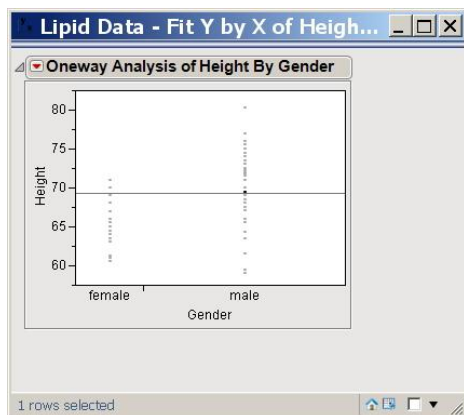 Lipid Data - Fit Y by X of Heigh...
Oneway Analysis of Height By Gender
80
75
70
65
60
Height
female
male
Gender
1 rows selected